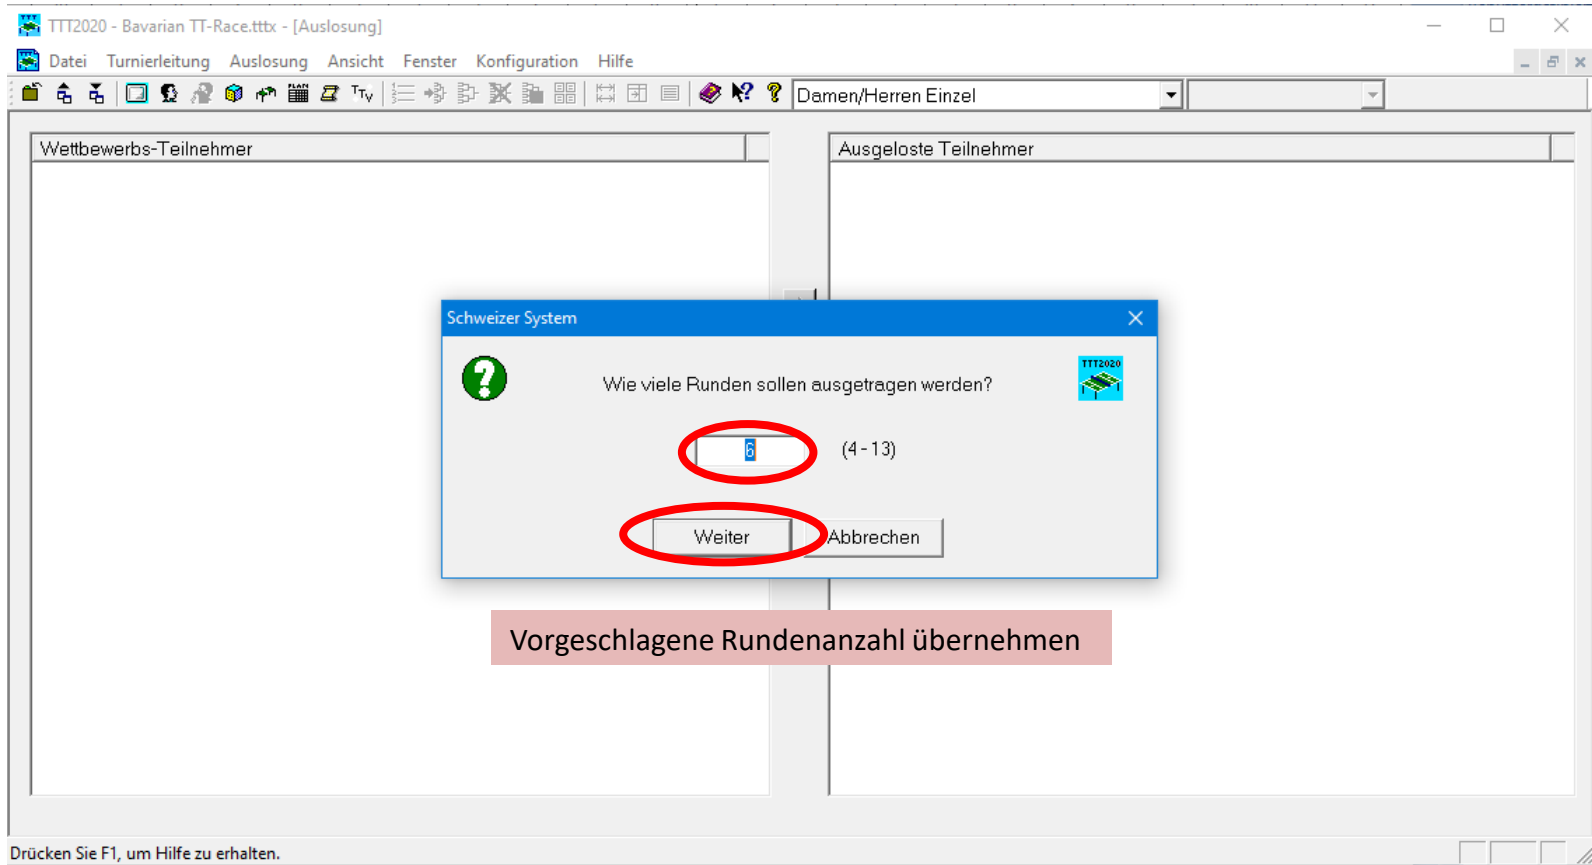 TTT2020 - Bavarian TT-Race.tttx - [Auslosung]
Datei Turnierleitung Auslosung Ansicht Fenster Konfiguration Hilfe
PLAN TTV Damen/Herren Einzel
Wettbewerbs-Teilnehmer
Ausgeloste Teilnehmer
Schweizer System
TTT2020
Wie viele Runden sollen ausgetragen werden?
6 (4 - 13)
Weiter Abbrechen
Vorgeschlagene Rundenanzahl übernehmen
Drücken Sie F1, um Hilfe zu erhalten.